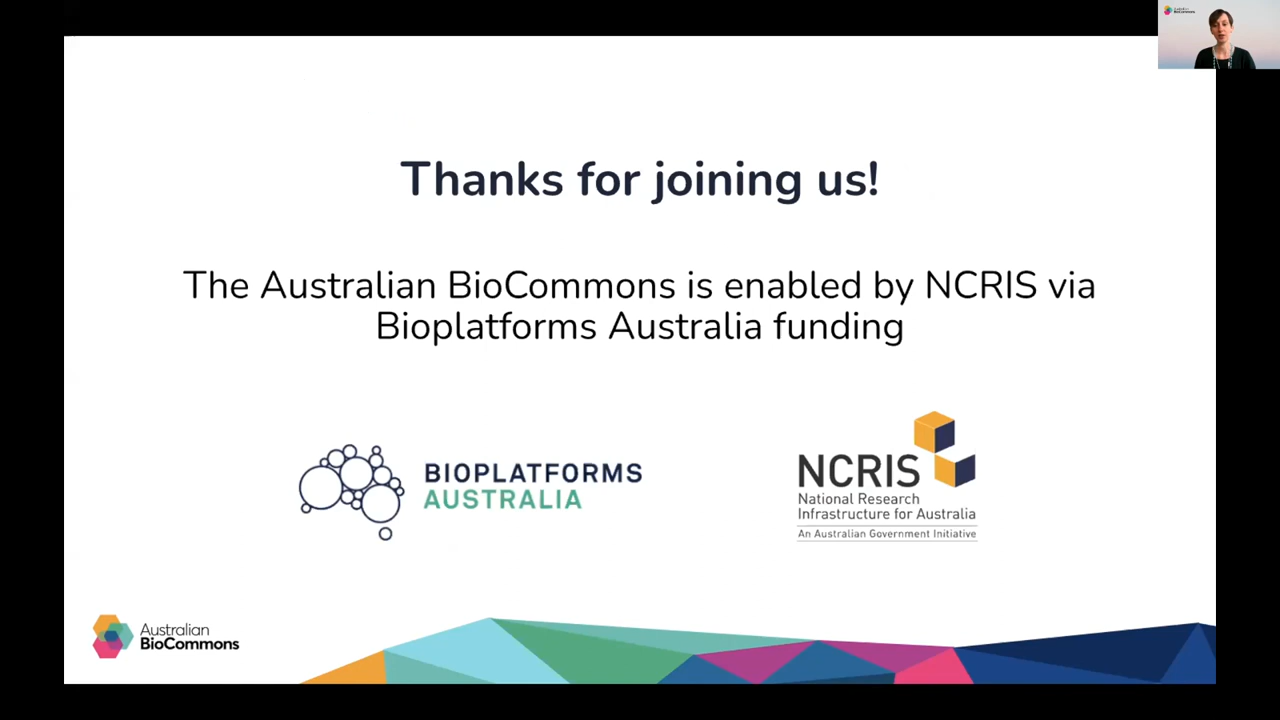 Thanks for joining us!
The Australian BioCommons is enabled by NCRIS via
Bioplatforms Australia funding
BIOPLATFORMS
AUSTRALIA
NCRIS
National Research
Infrastructure for Australia
An Australian Government Initiative
Australian
BioCommons
BioCommons